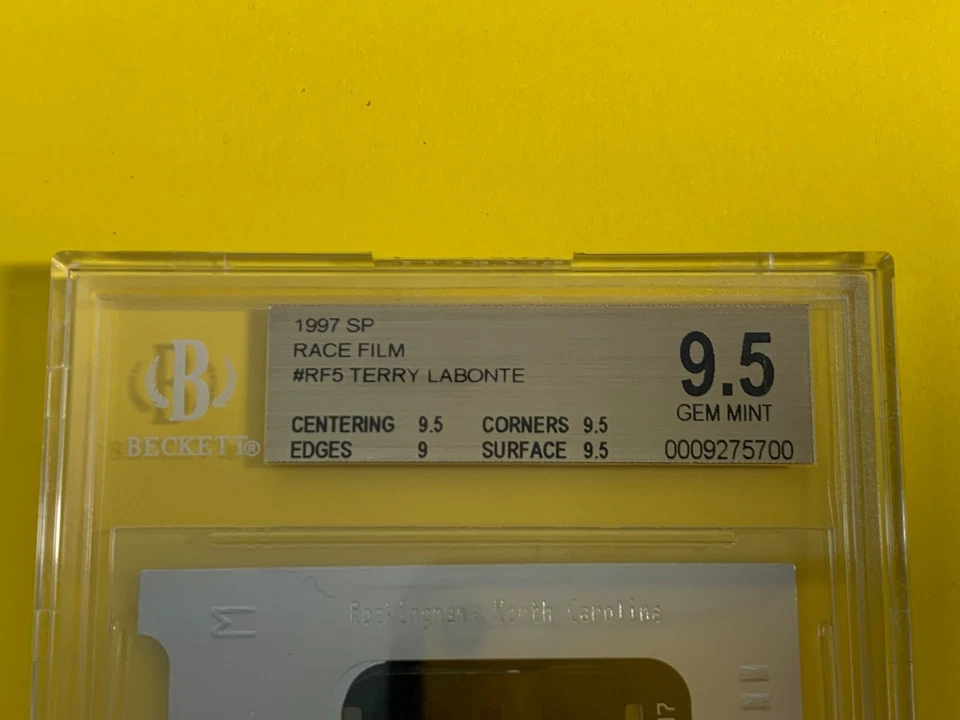 1997 SP
RACE FILM
#RF5 TERRY LABONTE
9.5
GEM MINT
CENTERING 9.5 CORNERS 9.5
EDGES 9 SURFACE 9.5
0009275700
B
BECKETT®
M
Rockingham, North Carolina